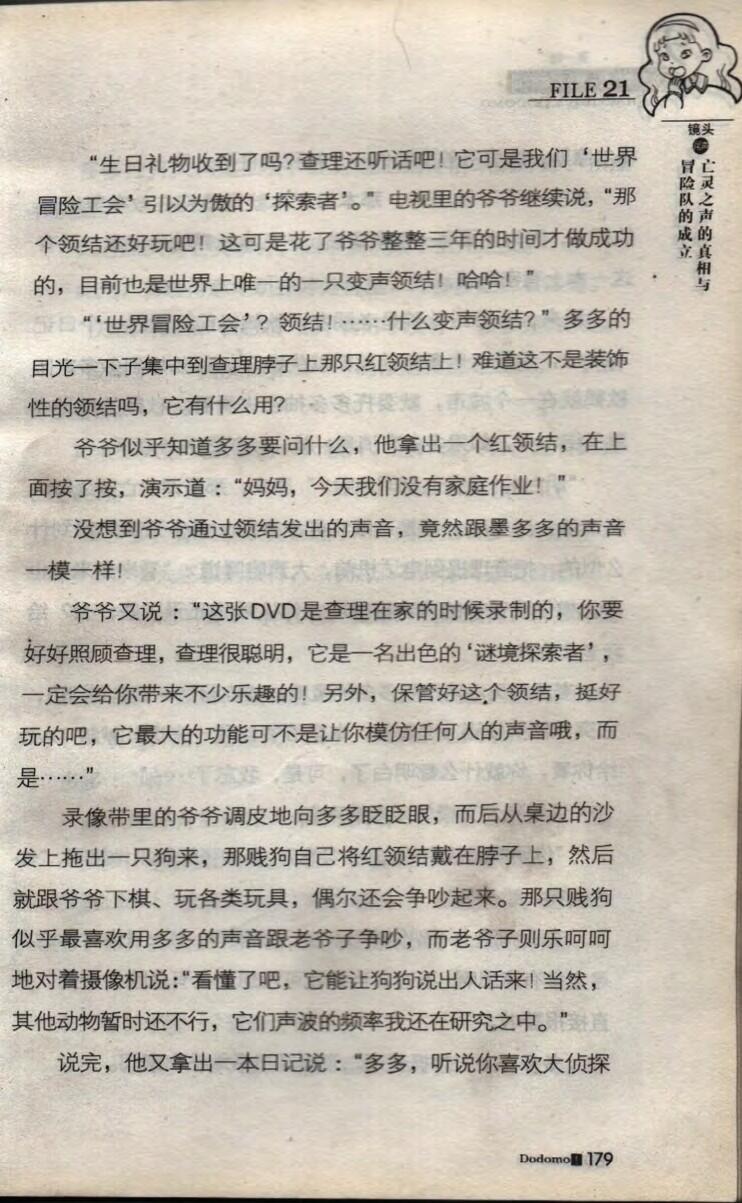 FILE 21
镜头
亡灵之声的真相与
冒险队的成立
“生日礼物收到了吗？查理还听话吧！它可是我们‘世界
冒险工会’引以为傲的‘探索者’。”电视里的爷爷继续说，“那
个领结还好玩吧！这可是花了爷爷整整三年的时间才做成功
的，目前也是世界上唯一的一只变声领结！哈哈！”
“‘世界冒险工会’？领结！……什么变声领结？”多多的
目光一下子集中到查理脖子上那只红领结上！难道这不是装饰
性的领结吗，它有什么用？
爷爷似乎知道多多要问什么，他拿出一个红领结，在上
面按了按，演示道：“妈妈，今天我们没有家庭作业！”
没想到爷爷通过领结发出的声音，竟然跟墨多多的声音
一模一样！
爷爷又说：“这张DVD是查理在家的时候录制的，你要
好好照顾查理，查理很聪明，它是一名出色的‘谜境探索者’，
一定会给你带来不少乐趣的！另外，保管好这个领结，挺好
玩的吧，它最大的功能可不是让你模仿任何人的声音哦，而
是……”
录像带里的爷爷调皮地向多多眨眨眼，而后从桌边的沙
发上拖出一只狗来，那贱狗自己将红领结戴在脖子上，然后
就跟爷爷下棋、玩各类玩具，偶尔还会争吵起来。那只贱狗
似乎最喜欢用多多的声音跟老爷子争吵，而老爷子则乐呵呵
地对着摄像机说：“看懂了吧，它能让狗狗说出人话来！当然，
其他动物暂时还不行，它们声波的频率我还在研究之中。”
说完，他又拿出一本日记说：“多多，听说你喜欢大侦探
Dodomo! 179